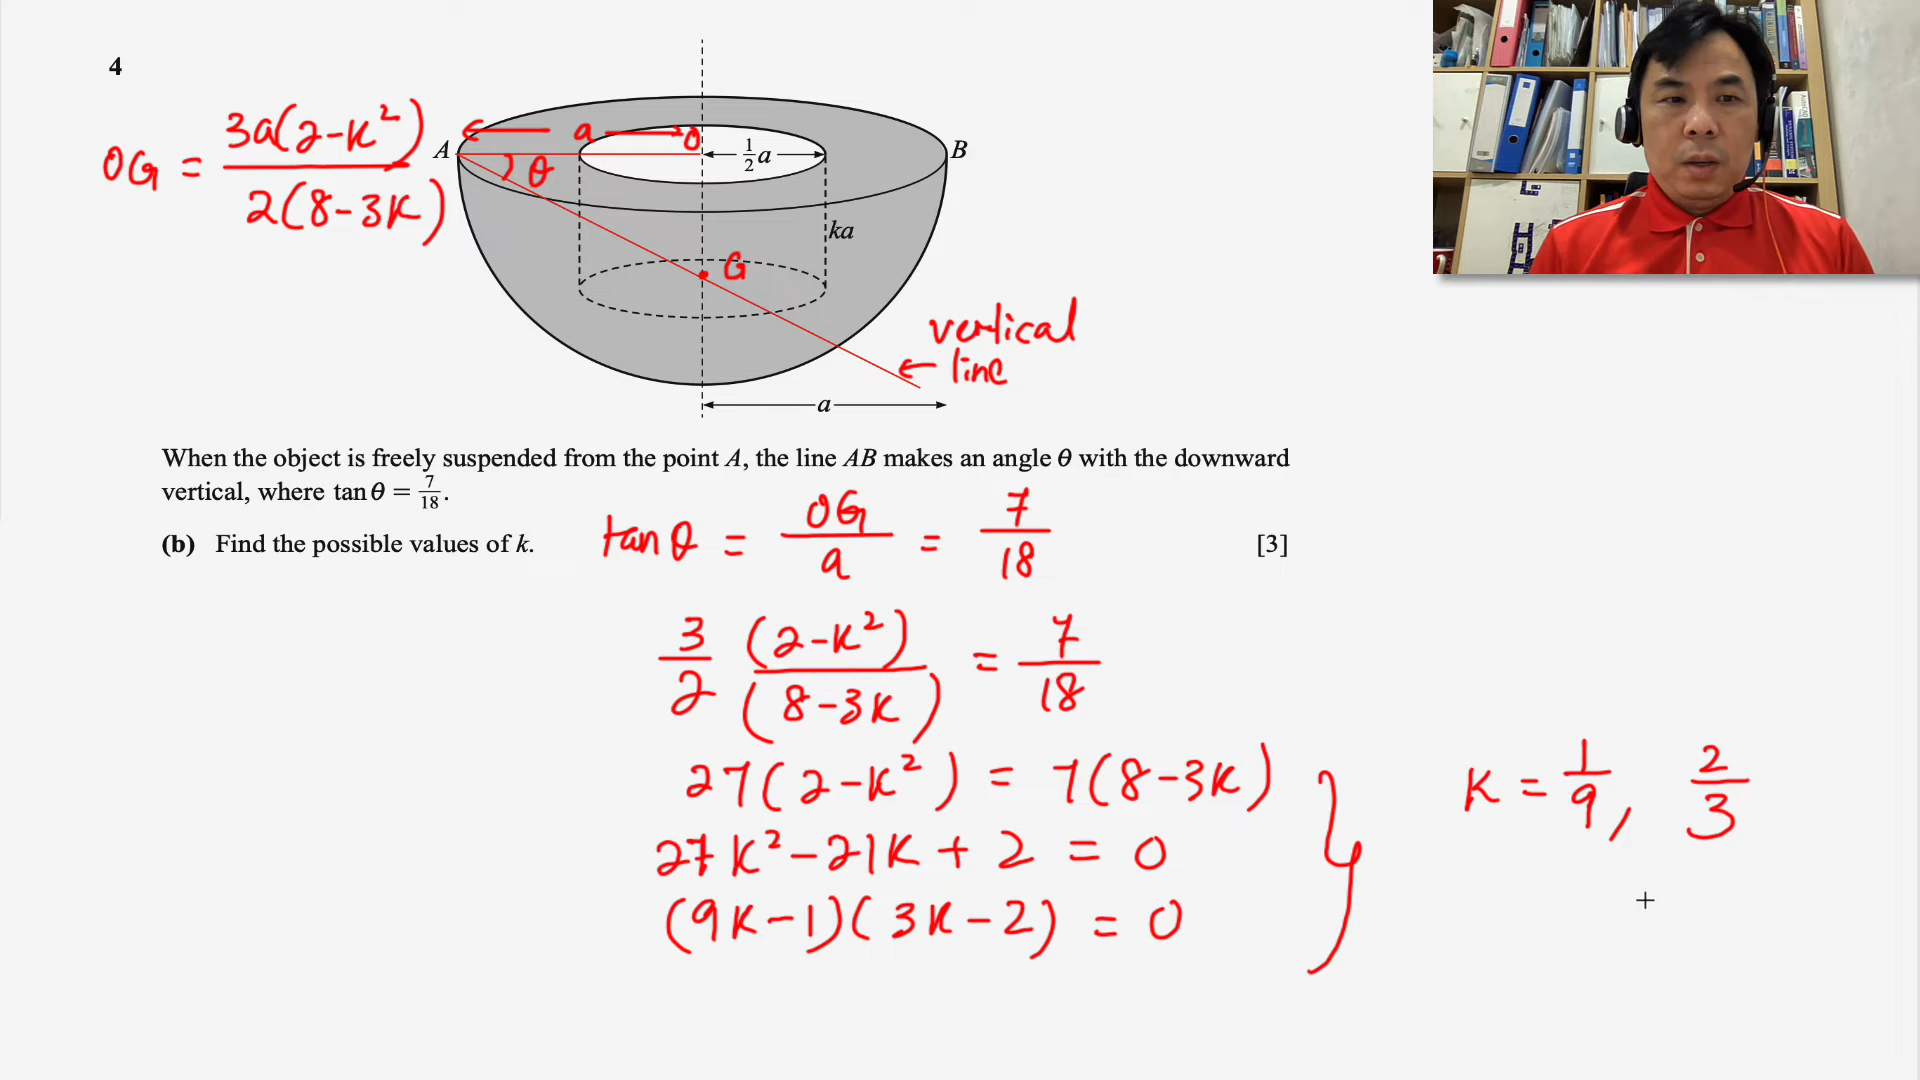 4
OG = 3a(2-k²) / 2(8-3k)
A
a
O
1/2 a
B
θ
ka
G
vertical
← line
a
When the object is freely suspended from the point A, the line AB makes an angle θ with the downward
vertical, where tan θ = 7/18.
(b) Find the possible values of k. [3]
tan θ = OG/a = 7/18
3/2 (2-k²)/(8-3k) = 7/18
27(2-k²) = 7(8-3k)
27k²-21k+2 = 0
(9k-1)(3k-2) = 0
k = 1/9, 2/3